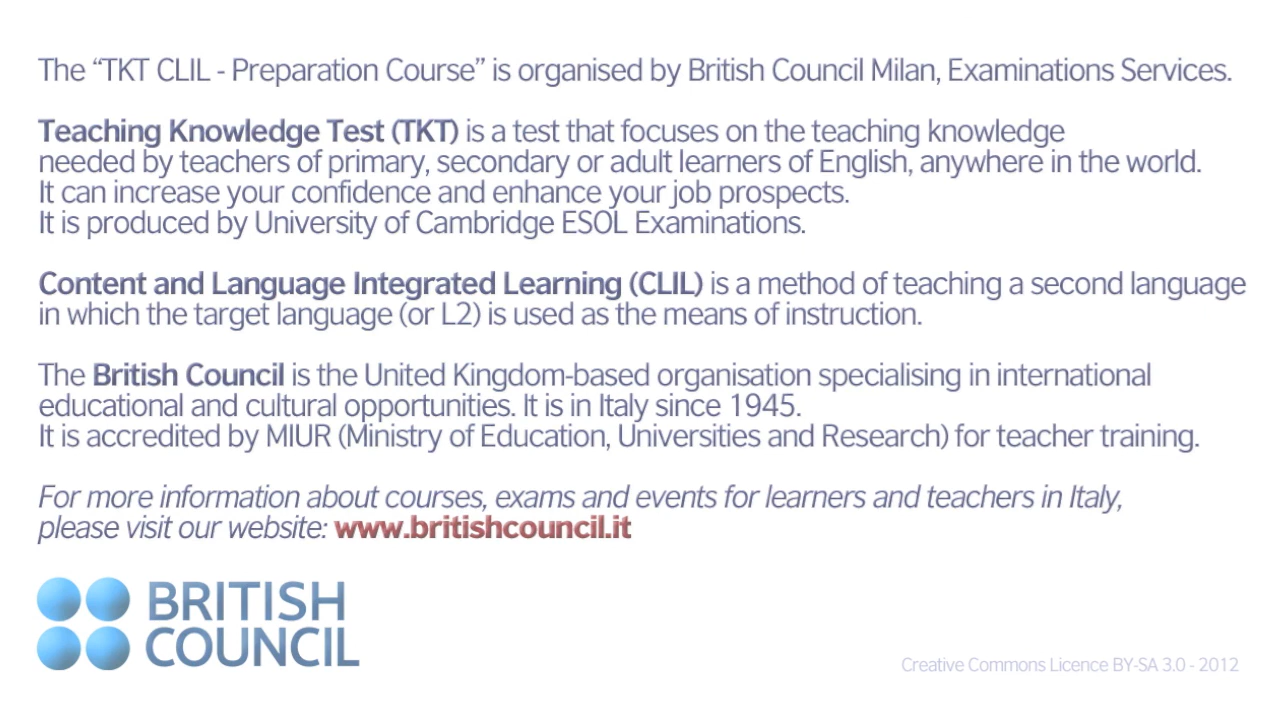 The “TKT CLIL - Preparation Course” is organised by British Council Milan, Examinations Services.
Teaching Knowledge Test (TKT) is a test that focuses on the teaching knowledge
needed by teachers of primary, secondary or adult learners of English, anywhere in the world.
It can increase your confidence and enhance your job prospects.
It is produced by University of Cambridge ESOL Examinations.
Content and Language Integrated Learning (CLIL) is a method of teaching a second language
in which the target language (or L2) is used as the means of instruction.
The British Council is the United Kingdom-based organisation specialising in international
educational and cultural opportunities. It is in Italy since 1945.
It is accredited by MIUR (Ministry of Education, Universities and Research) for teacher training.
For more information about courses, exams and events for learners and teachers in Italy,
please visit our website: www.britishcouncil.it
BRITISH
COUNCIL
Creative Commons Licence BY-SA 3.0 - 2012